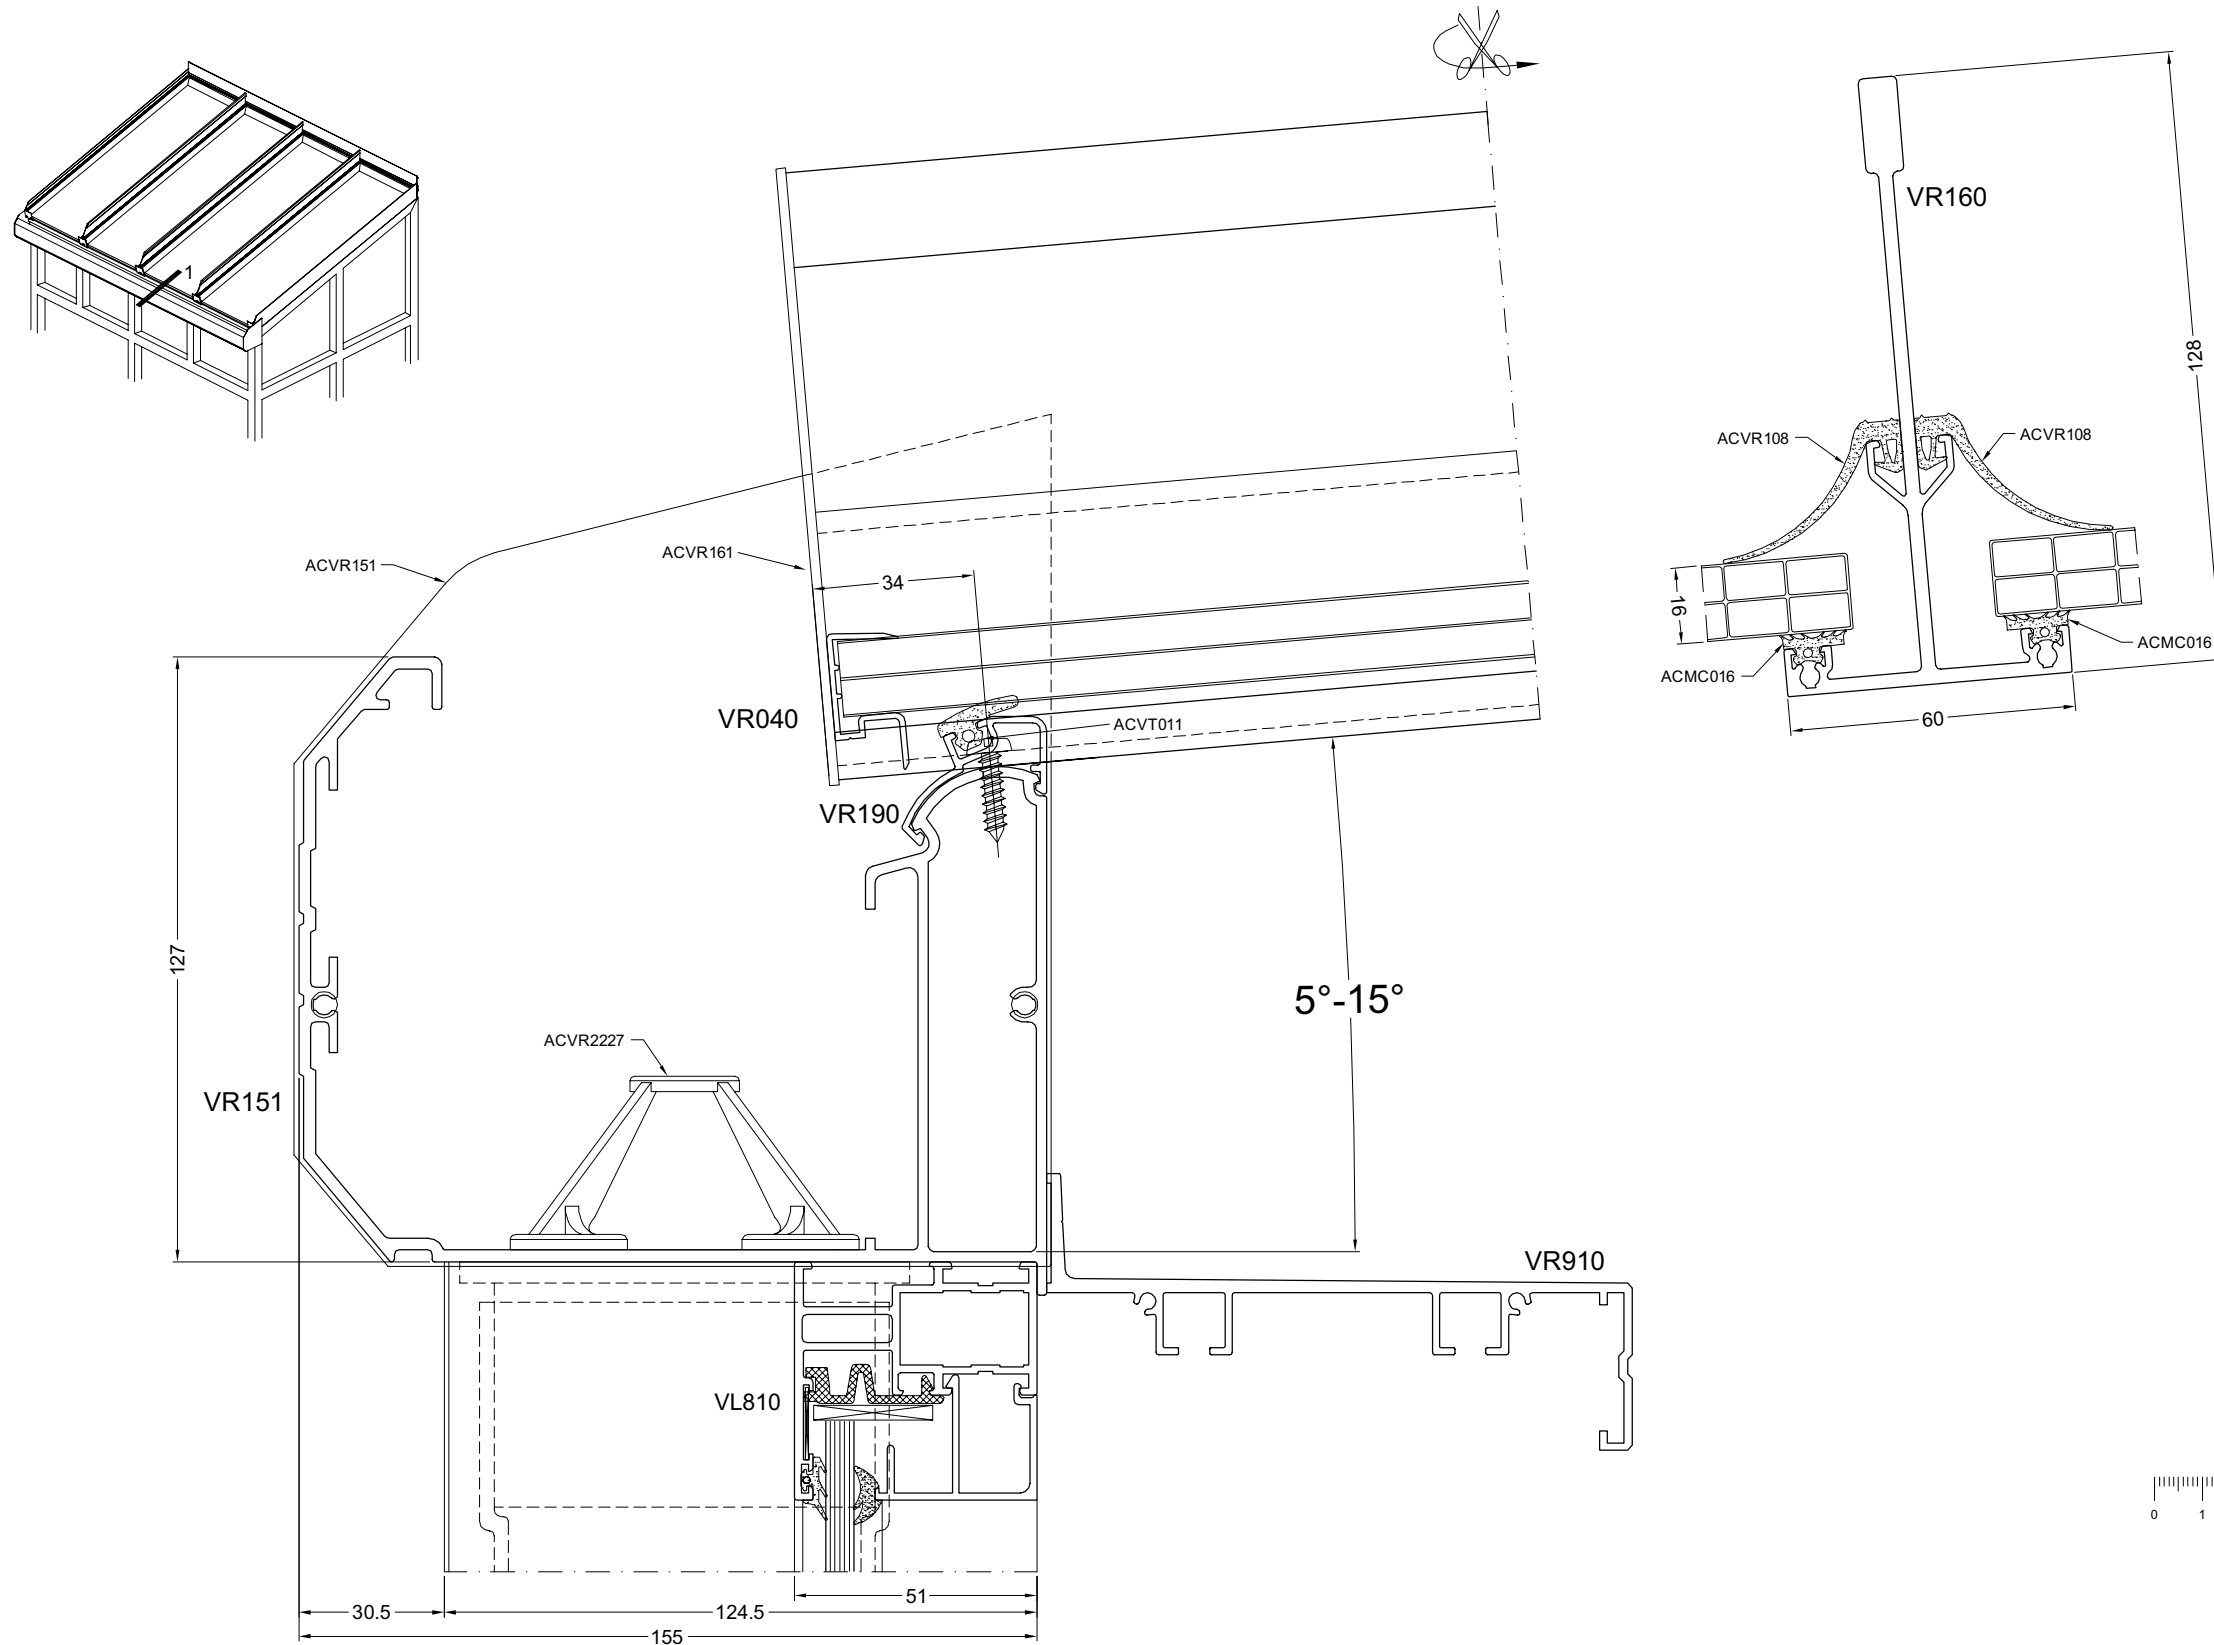 1
VR160
128
ACVR108
ACVR108
16
ACMC016
ACMC016
60
ACVR151
ACVR161
34
VR040
ACVT011
VR190
127
5°-15°
ACVR2227
VR151
VR910
VL810
0 1
51
30.5
124.5
155